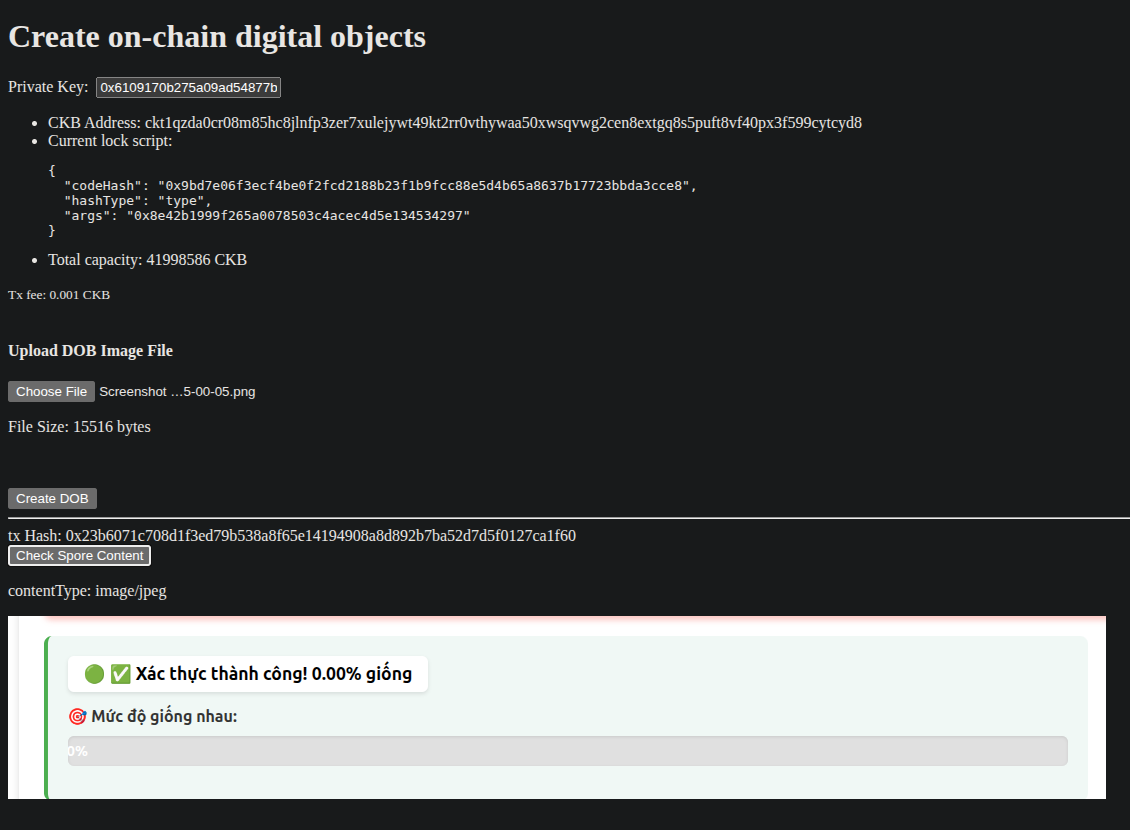 Create on-chain digital objects
Private Key: 0x6109170b275a09ad54877b
CKB Address: ckt1qzda0cr08m85hc8jlnfp3zer7xulejywt49kt2rr0vthywaa50xwsqvwg2cen8extgq8s5puft8vf40px3f599cytcyd8
Current lock script:
{
"codeHash": "0x9bd7e06f3ecf4be0f2fcd2188b23f1b9fcc88e5d4b65a8637b17723bbda3cce8",
"hashType": "type",
"args": "0x8e42b1999f265a0078503c4acec4d5e134534297"
}
Total capacity: 41998586 CKB
Tx fee: 0.001 CKB
Upload DOB Image File
Choose File Screenshot …5-00-05.png
File Size: 15516 bytes
Create DOB
tx Hash: 0x23b6071c708d1f3ed79b538a8f65e14194908a8d892b7ba52d7d5f0127ca1f60
Check Spore Content
contentType: image/jpeg
Xác thực thành công! 0.00% giống
Mức độ giống nhau:
0%